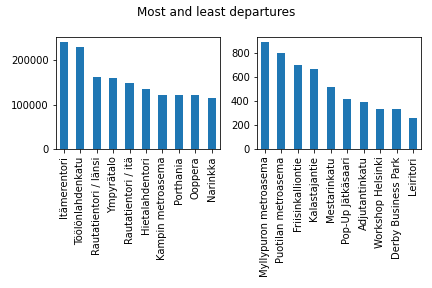 Most and least departures
200000
100000
0
Itämerentori
Töölönlahdenkatu
Rautatientori / länsi
Ympyrätalo
Rautatientori / itä
Hietalahdentori
Kampin metroasema
Porthania
Ooppera
Narinkka
800
600
400
200
0
Myllypuron metroasema
Puotilan metroasema
Friisinkalliontie
Kalastajantie
Mestarinkatu
Pop-Up Jätkäsaari
Adjutantinkatu
Workshop Helsinki
Derby Business Park
Leiritori